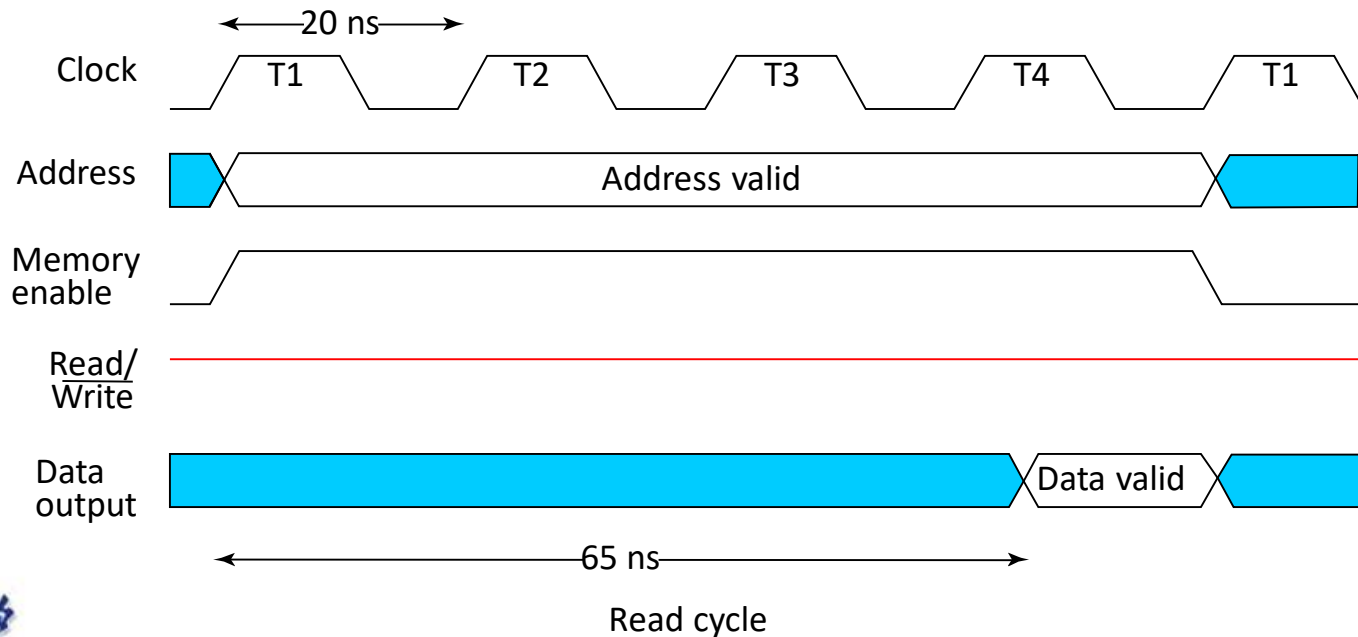 20 ns
Clock
T1 T2 T3 T4 T1
Address
Address valid
Memory
enable
Read/
Write
Data
output
Data valid
65 ns
Read cycle